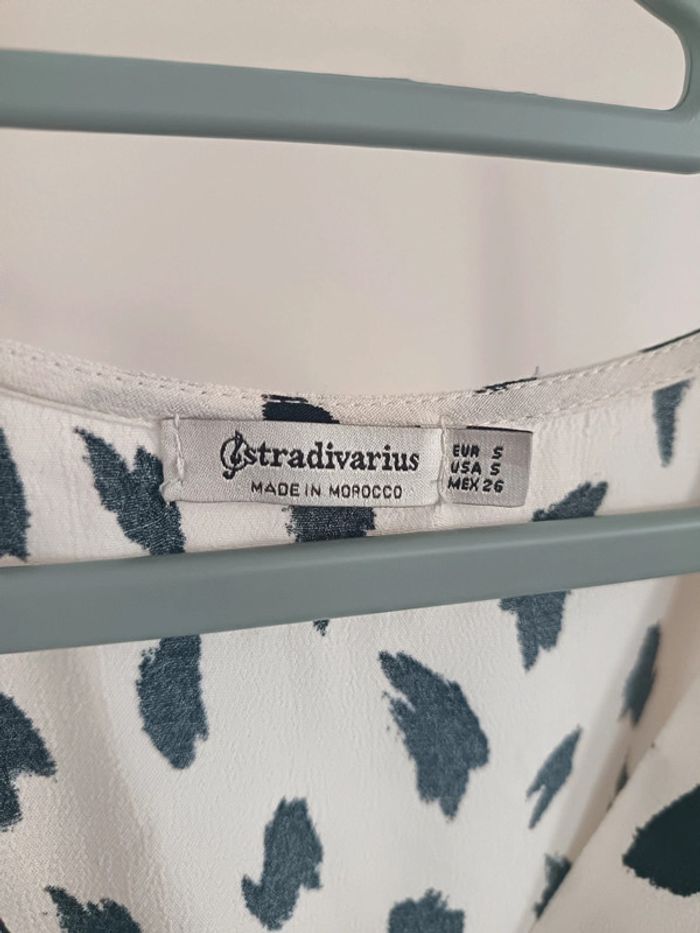 stradivarius
MADE IN MOROCCO
EUR S
USA S
MEX 26